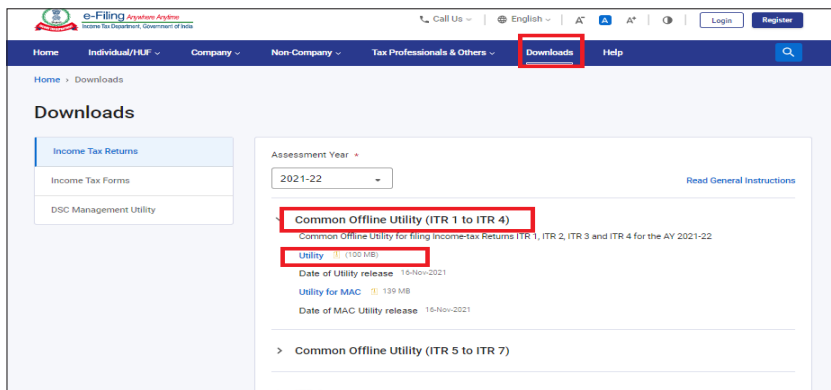 e-Filing Anywhere Anytime
Income Tax Department, Government of India
Call Us English A- A A+ Login Register
Home Individual/HUF Company Non-Company Tax Professionals & Others Downloads Help
Home > Downloads
Downloads
Income Tax Returns
Income Tax Forms
DSC Management Utility
Assessment Year *
2021-22
Read General Instructions
Common Offline Utility (ITR 1 to ITR 4)
Common Offline Utility for filing Income-tax Returns ITR 1, ITR 2, ITR 3 and ITR 4 for the AY 2021-22
Utility (100 MB)
Date of Utility release 16-Nov-2021
Utility for MAC 139 MB
Date of MAC Utility release 16-Nov-2021
> Common Offline Utility (ITR 5 to ITR 7)